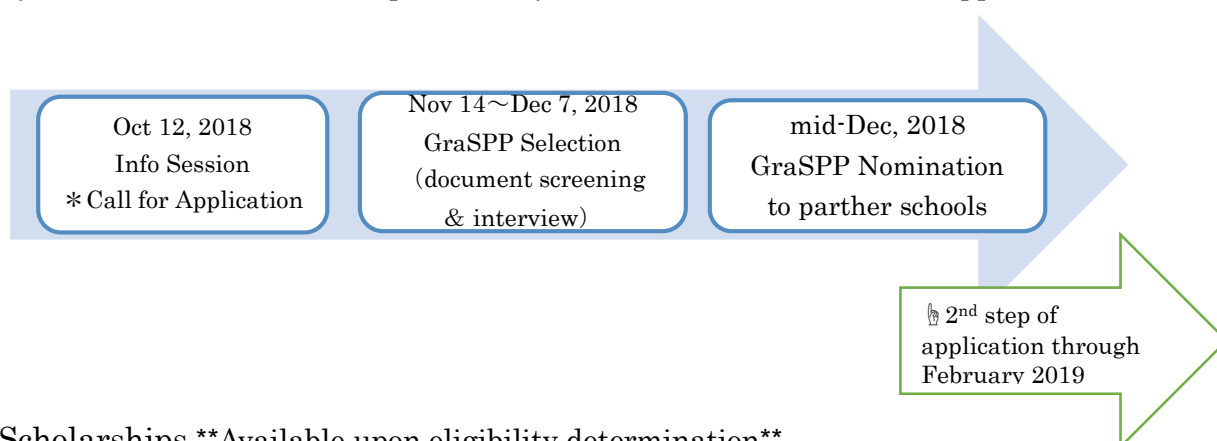 Oct 12, 2018
Info Session
＊Call for Application
Nov 14～Dec 7, 2018
GraSPP Selection
（document screening
& interview）
mid-Dec, 2018
GraSPP Nomination
to parther schools
☝2nd step of
application through
February 2019
Scholarships **Available upon eligibility determination**